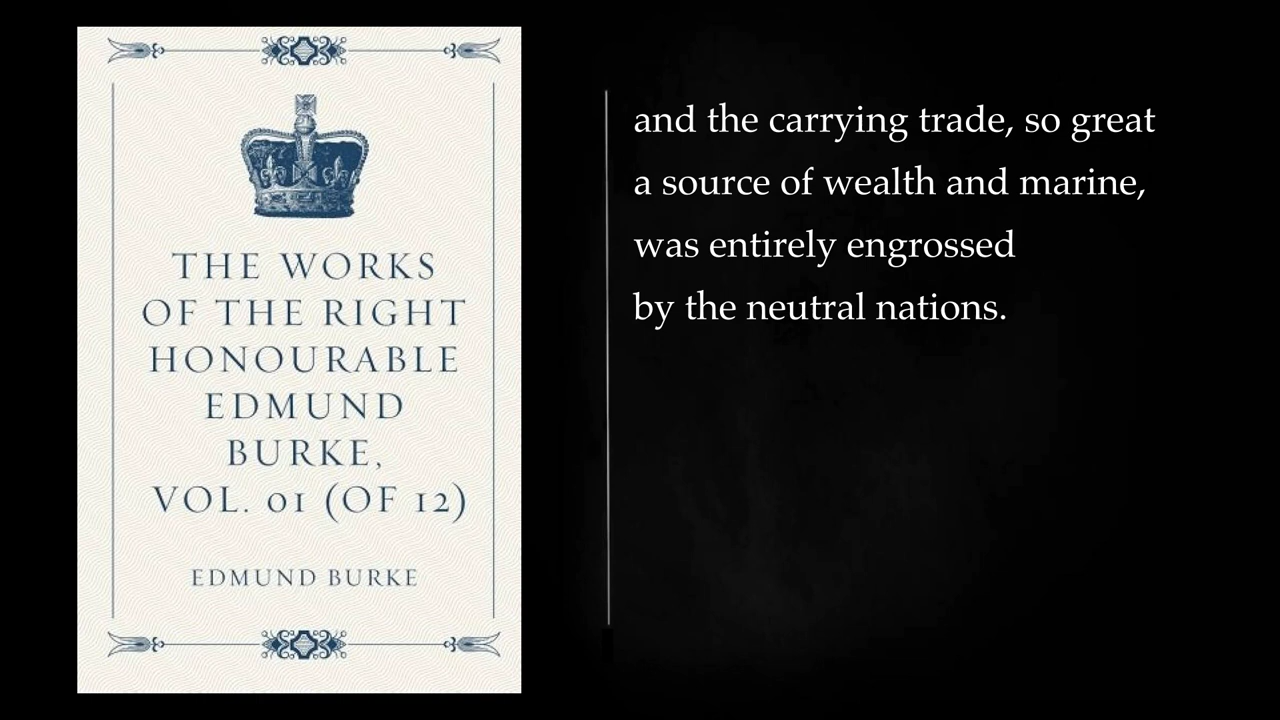 THE WORKS
OF THE RIGHT
HONOURABLE
EDMUND
BURKE,
VOL. 01 (OF 12)
EDMUND BURKE
and the carrying trade, so great
a source of wealth and marine,
was entirely engrossed
by the neutral nations.